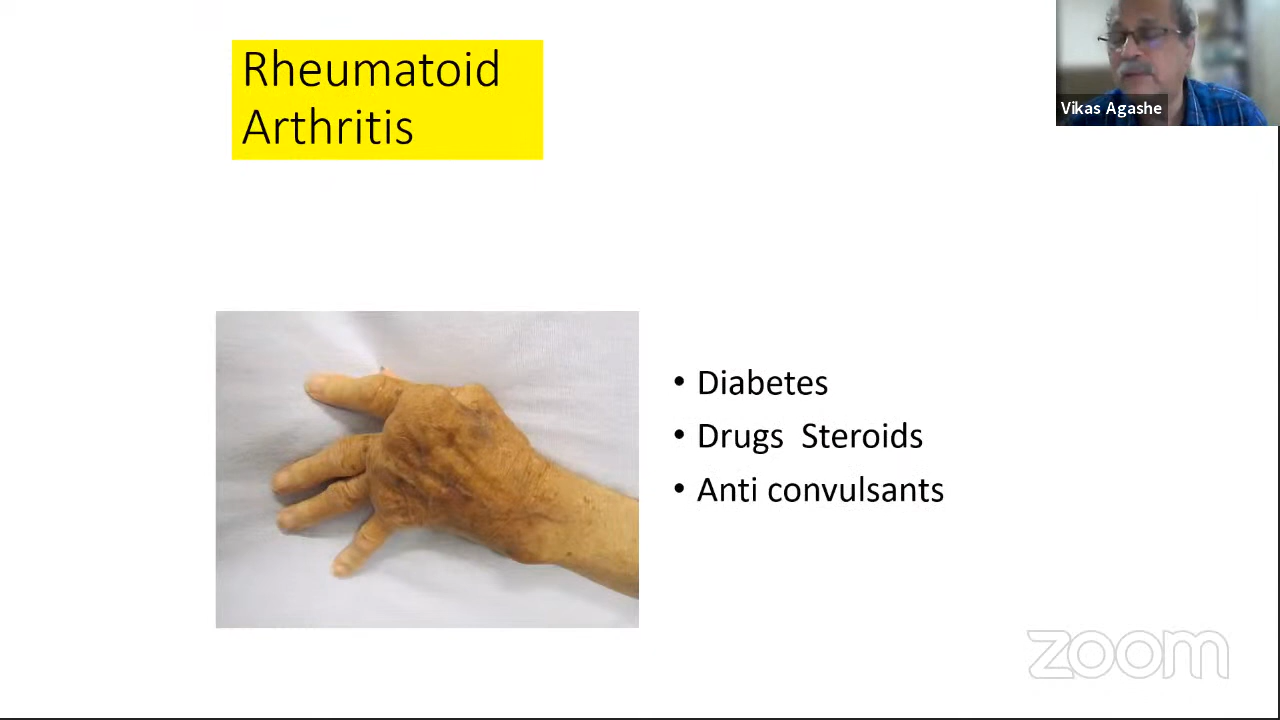 Rheumatoid
Arthritis
Vikas Agashe
• Diabetes
• Drugs  Steroids
• Anti convulsants
zoom